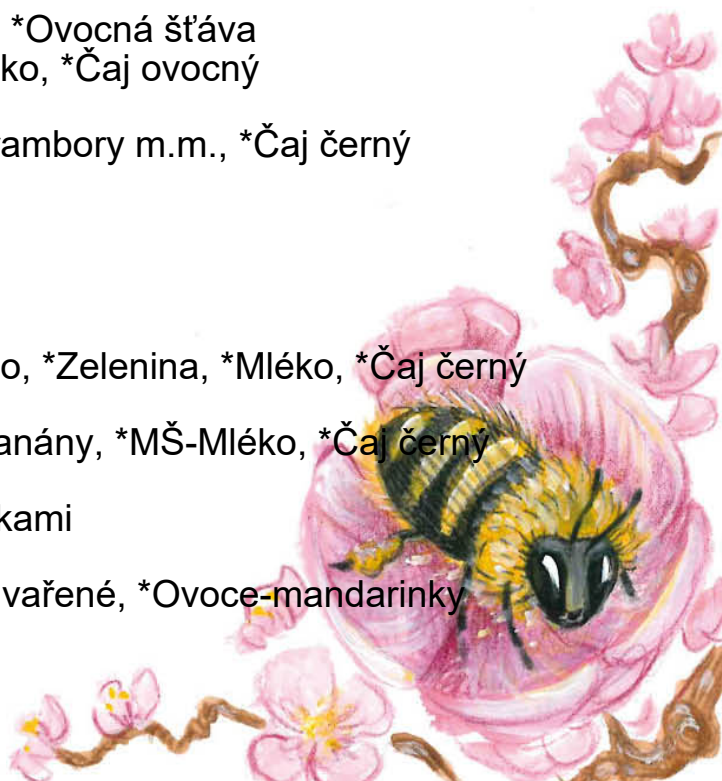 *Ovocná šťáva
ko, *Čaj ovocný
ambory m.m., *Čaj černý
o, *Zelenina, *Mléko, *Čaj černý
anány, *MŠ-Mléko, *Čaj černý
kami
vařené, *Ovoce-mandarinky